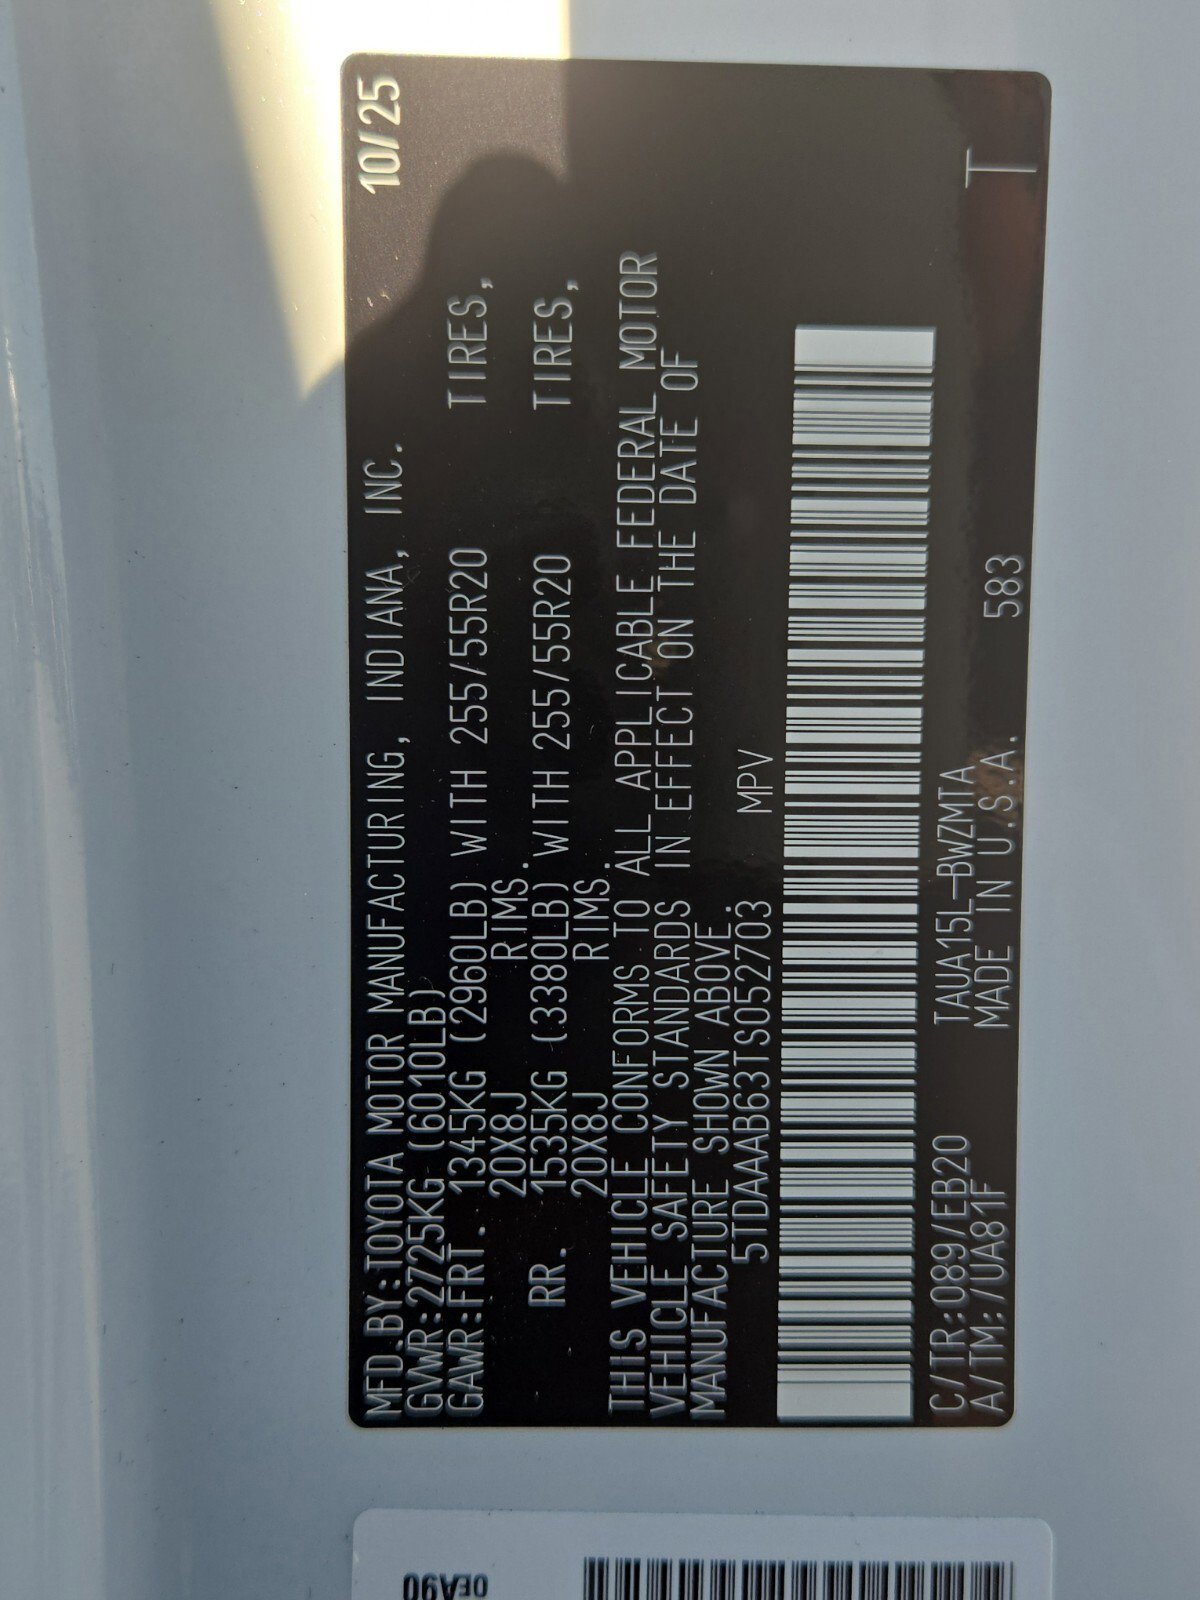 MFD.BY:TOYOTA MOTOR MANUFACTURING, INDIANA, INC. 10/25
GVWR:2725KG (6010LB)
GAWR:FRT. 1345KG (2960LB) WITH 255/55R20 TIRES,
20X8J RIMS.
RR. 1535KG (3380LB) WITH 255/55R20 TIRES,
20X8J RIMS.
THIS VEHICLE CONFORMS TO ALL APPLICABLE FEDERAL MOTOR
VEHICLE SAFETY STANDARDS IN EFFECT ON THE DATE OF
MANUFACTURE SHOWN ABOVE.
5TDAAAB63TS052703 MPV
C/TR:089/EB20 TAUA15L-BWZMTA
A/TM:/UA81F MADE IN U.S.A. 583 T
0EA90